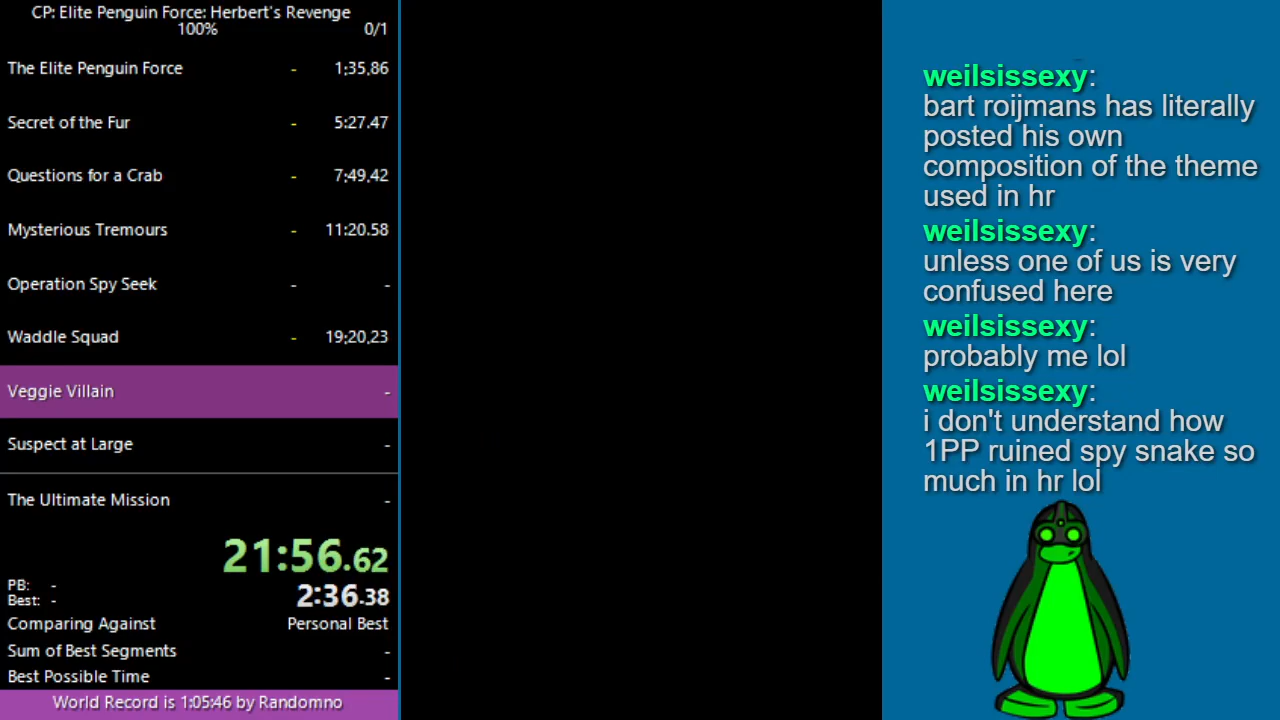 CP: Elite Penguin Force: Herbert's Revenge
100% 0/1
The Elite Penguin Force - 1:35,86
Secret of the Fur - 5:27.47
Questions for a Crab - 7:49,42
Mysterious Tremours - 11:20.58
Operation Spy Seek - -
Waddle Squad - 19:20,23
Veggie Villain -
Suspect at Large -
The Ultimate Mission -
21:56.62
PB: -
Best: - 2:36.38
Comparing Against Personal Best
Sum of Best Segments -
Best Possible Time -
World Record is 1:05:46 by Randomno
weilsissexy:
bart roijmans has literally
posted his own
composition of the theme
used in hr
weilsissexy:
unless one of us is very
confused here
weilsissexy:
probably me lol
weilsissexy:
i don't understand how
1PP ruined spy snake so
much in hr lol